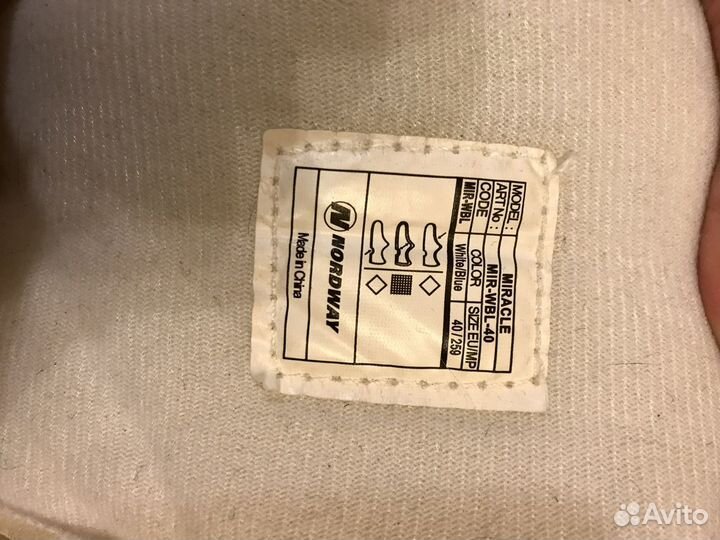 MODEL: MIRACLE
ART No: MIR-WBL-40
CODE COLOR SIZE EU/MP
MIR-WBL White/Blue 40 / 259
N NORDWAY
Made in China
Avito